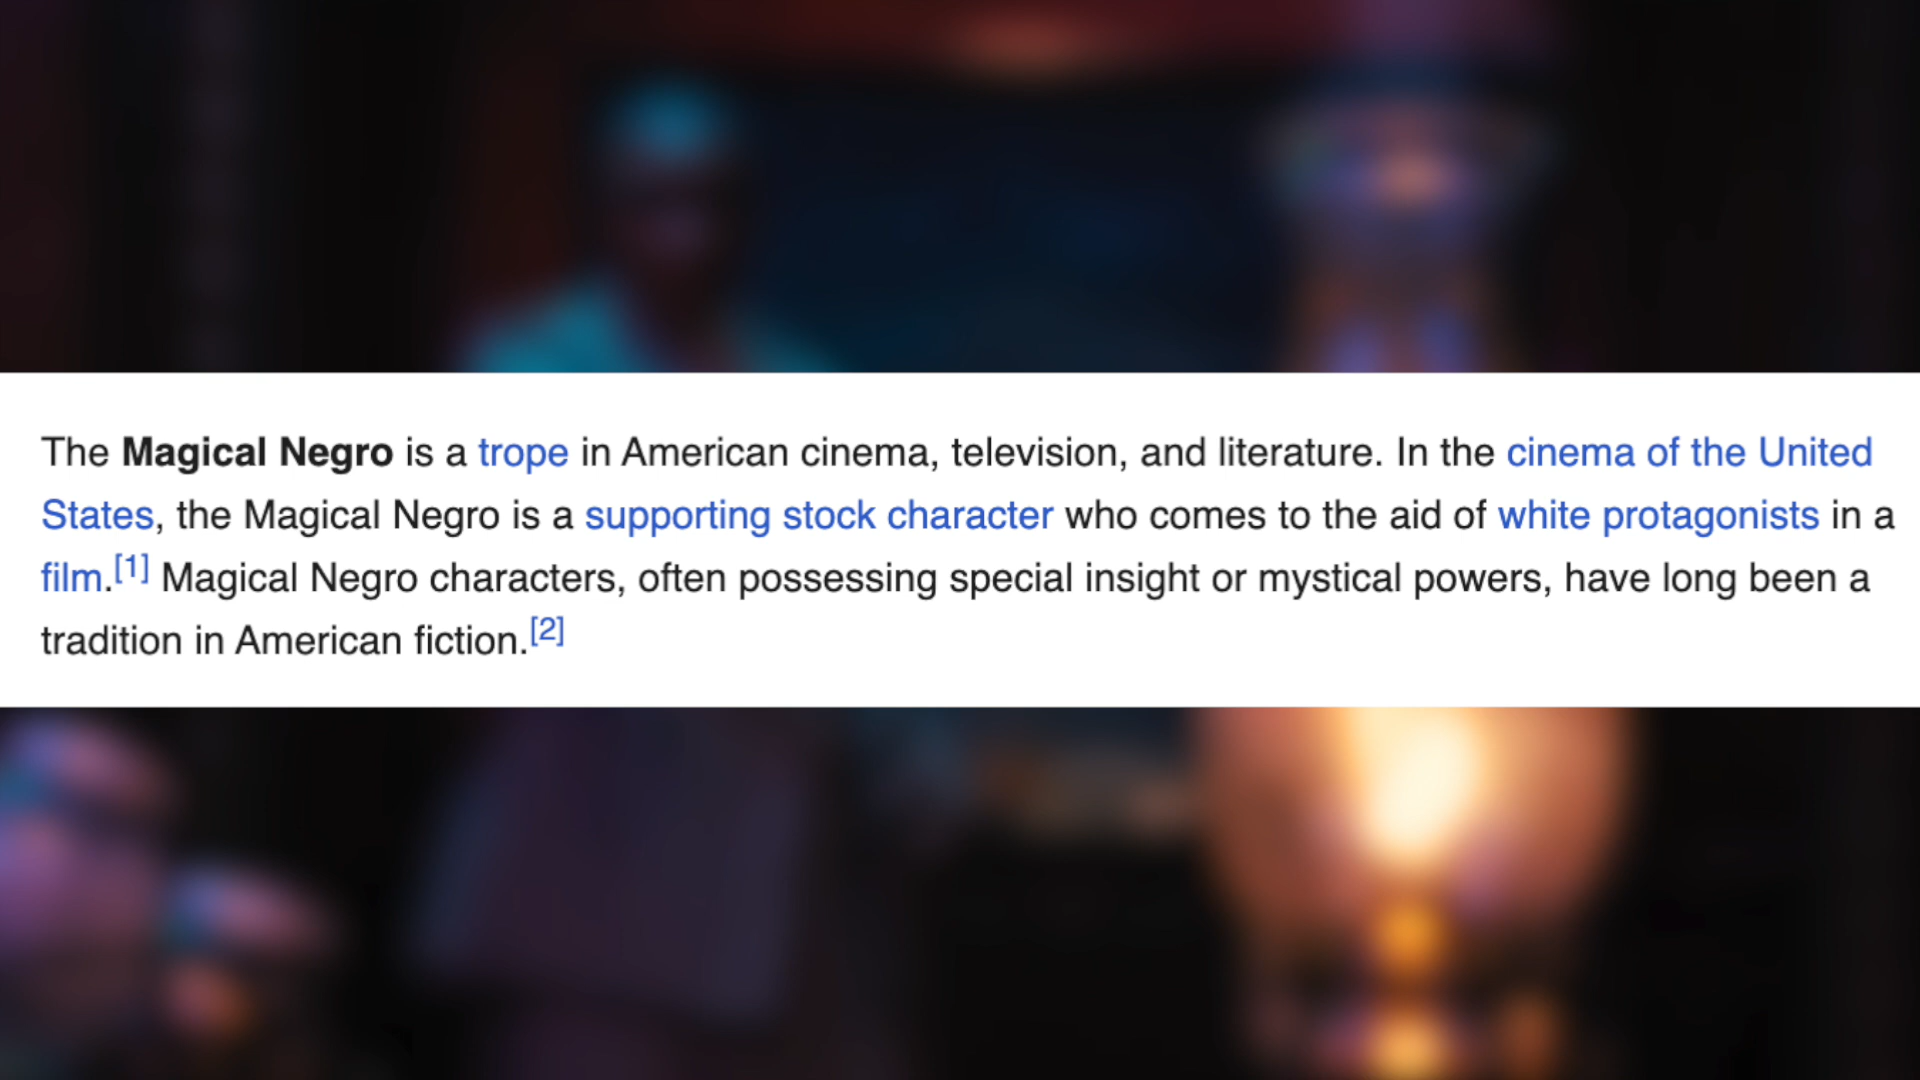 The Magical Negro is a trope in American cinema, television, and literature. In the cinema of the United
States, the Magical Negro is a supporting stock character who comes to the aid of white protagonists in a
film.[1] Magical Negro characters, often possessing special insight or mystical powers, have long been a
tradition in American fiction.[2]